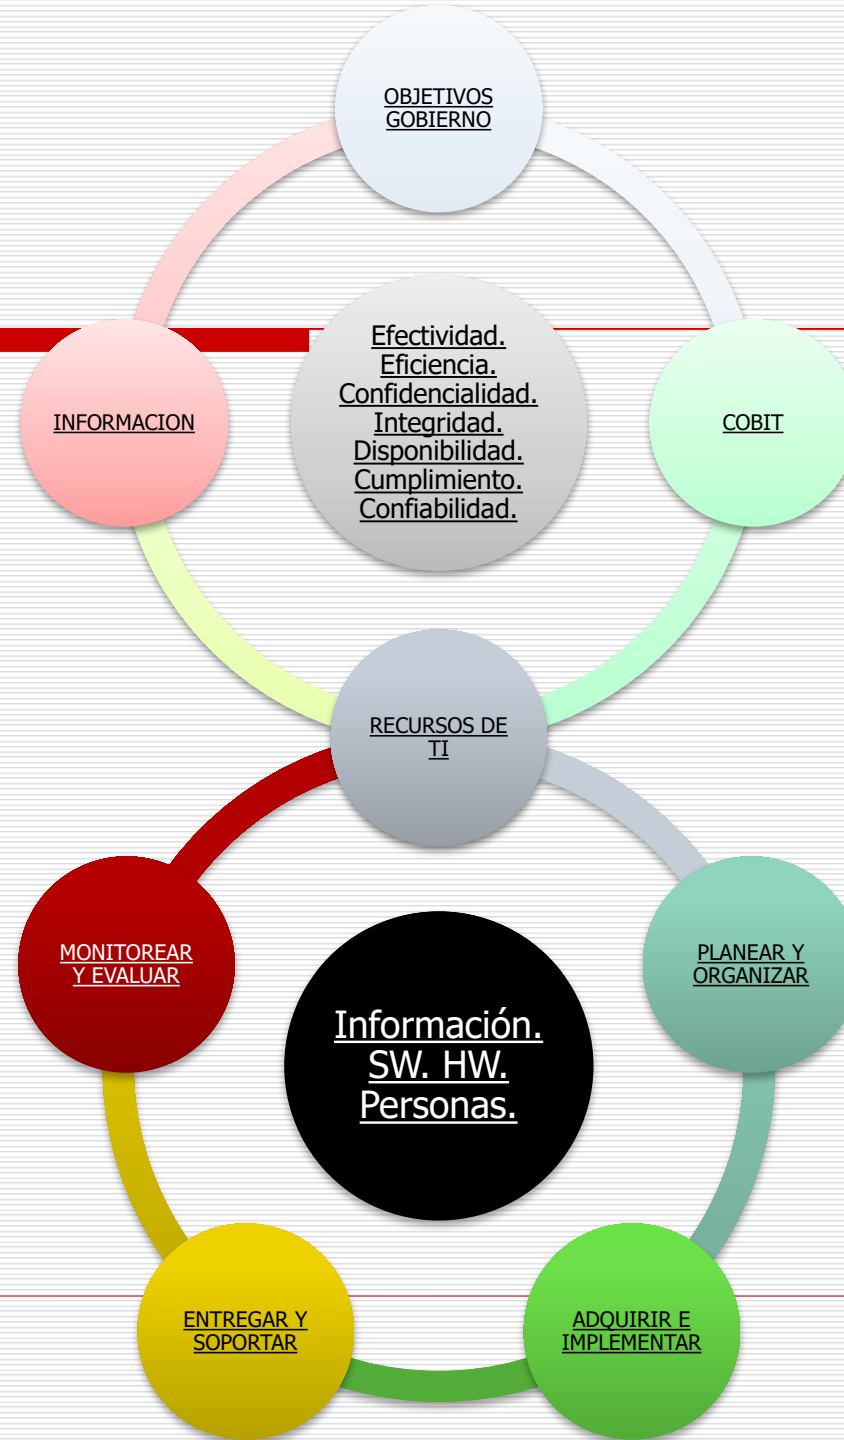 OBJETIVOS
GOBIERNO
Efectividad.
Eficiencia.
Confidencialidad.
Integridad.
Disponibilidad.
Cumplimiento.
Confiabilidad.
INFORMACION
COBIT
RECURSOS DE
TI
MONITOREAR
Y EVALUAR
PLANEAR Y
ORGANIZAR
Información.
SW. HW.
Personas.
ENTREGAR Y
SOPORTAR
ADQUIRIR E
IMPLEMENTAR